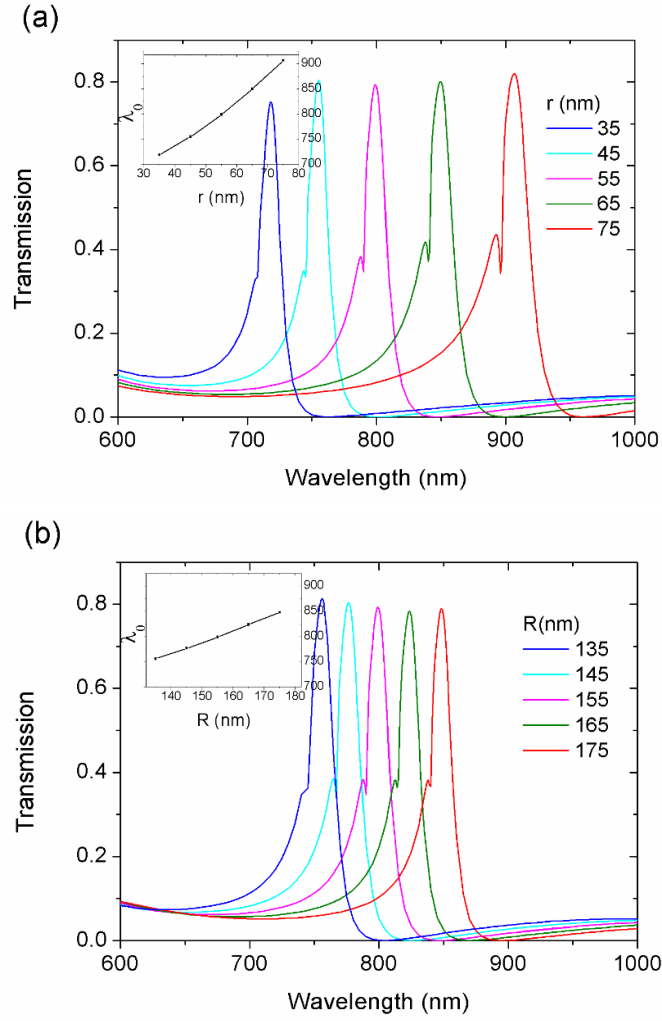 (a)
0.8
0.6
0.4
0.2
0.0
Transmission
600 700 800 900 1000
Wavelength (nm)
λ0
900
850
800
750
700
30 40 50 60 70 80
r (nm)
r (nm)
35
45
55
65
75
(b)
0.8
0.6
0.4
0.2
0.0
Transmission
600 700 800 900 1000
Wavelength (nm)
λ0
900
850
800
750
700
140 150 160 170 180
R (nm)
R(nm)
135
145
155
165
175